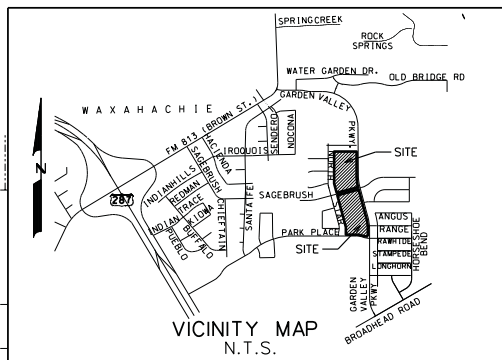 SPRINGCREEK
ROCK
SPRINGS
WATER GARDEN DR.
OLD BRIDGE RD
GARDEN VALLEY
PKWY.
WAXAHACHIE
FM 813 (BROWN ST.)
SENDERO
NOCONA
IROQUOIS
HACIENDA
SAGEBRUSH
SITE
N
287
INDIANHILLS
REDMAN
TRACE
KIOWA
INDIAN
BUFFALO
PUEBLO
CHIEFTAIN
SANTA FE
SAGEBRUSH
PARK PLACE
SITE
ANGUS
RANGE
RAWHIDE
STAMPEDE
LONGHORN
HORSESHOE
BEND
GARDEN
VALLEY
PKWY
BROADHEAD ROAD
VICINITY MAP
N.T.S.